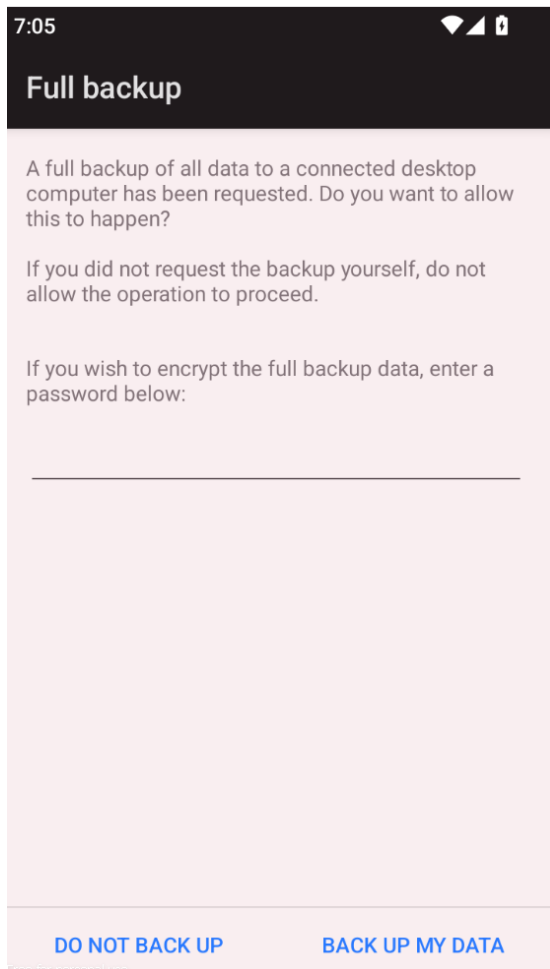 7:05
Full backup
A full backup of all data to a connected desktop
computer has been requested. Do you want to allow
this to happen?
If you did not request the backup yourself, do not
allow the operation to proceed.
If you wish to encrypt the full backup data, enter a
password below:
DO NOT BACK UP
BACK UP MY DATA